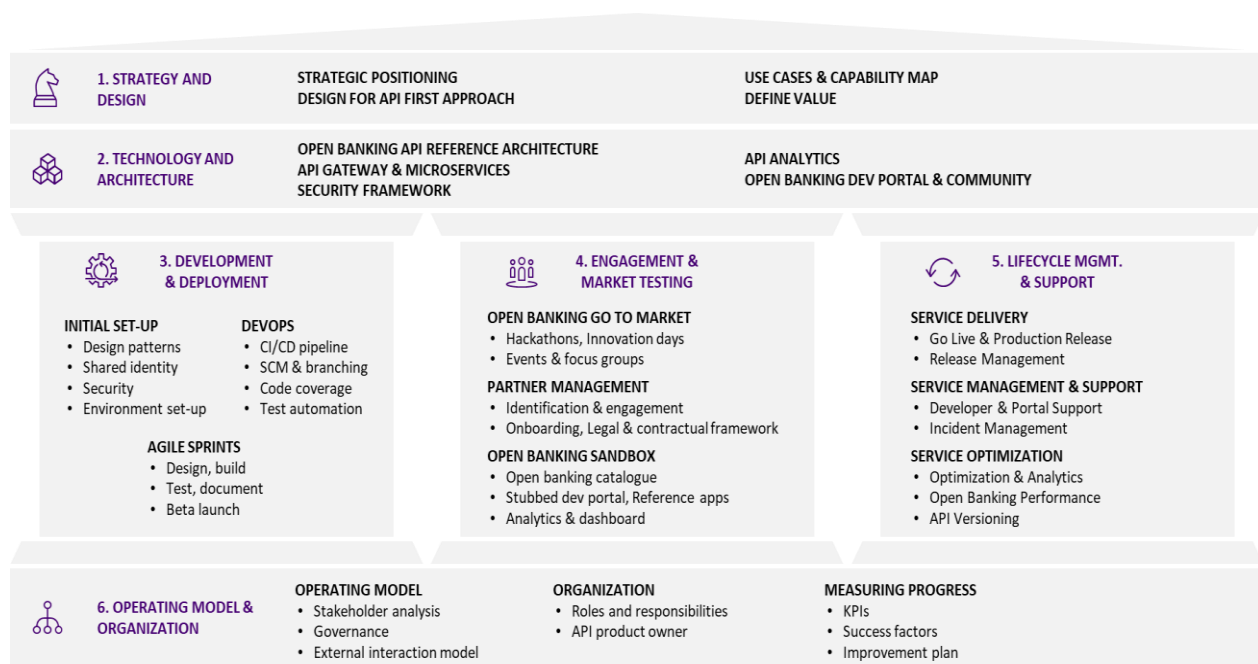 1. STRATEGY AND
DESIGN
STRATEGIC POSITIONING
DESIGN FOR API FIRST APPROACH
USE CASES & CAPABILITY MAP
DEFINE VALUE
2. TECHNOLOGY AND
ARCHITECTURE
OPEN BANKING API REFERENCE ARCHITECTURE
API GATEWAY & MICROSERVICES
SECURITY FRAMEWORK
API ANALYTICS
OPEN BANKING DEV PORTAL & COMMUNITY
3. DEVELOPMENT
& DEPLOYMENT
INITIAL SET-UP
• Design patterns
• Shared identity
• Security
• Environment set-up
DEVOPS
• CI/CD pipeline
• SCM & branching
• Code coverage
• Test automation
AGILE SPRINTS
• Design, build
• Test, document
• Beta launch
4. ENGAGEMENT &
MARKET TESTING
OPEN BANKING GO TO MARKET
• Hackathons, Innovation days
• Events & focus groups
PARTNER MANAGEMENT
• Identification & engagement
• Onboarding, Legal & contractual framework
OPEN BANKING SANDBOX
• Open banking catalogue
• Stubbed dev portal, Reference apps
• Analytics & dashboard
5. LIFECYCLE MGMT.
& SUPPORT
SERVICE DELIVERY
• Go Live & Production Release
• Release Management
SERVICE MANAGEMENT & SUPPORT
• Developer & Portal Support
• Incident Management
SERVICE OPTIMIZATION
• Optimization & Analytics
• Open Banking Performance
• API Versioning
6. OPERATING MODEL &
ORGANIZATION
OPERATING MODEL
• Stakeholder analysis
• Governance
• External interaction model
ORGANIZATION
• Roles and responsibilities
• API product owner
MEASURING PROGRESS
• KPIs
• Success factors
• Improvement plan